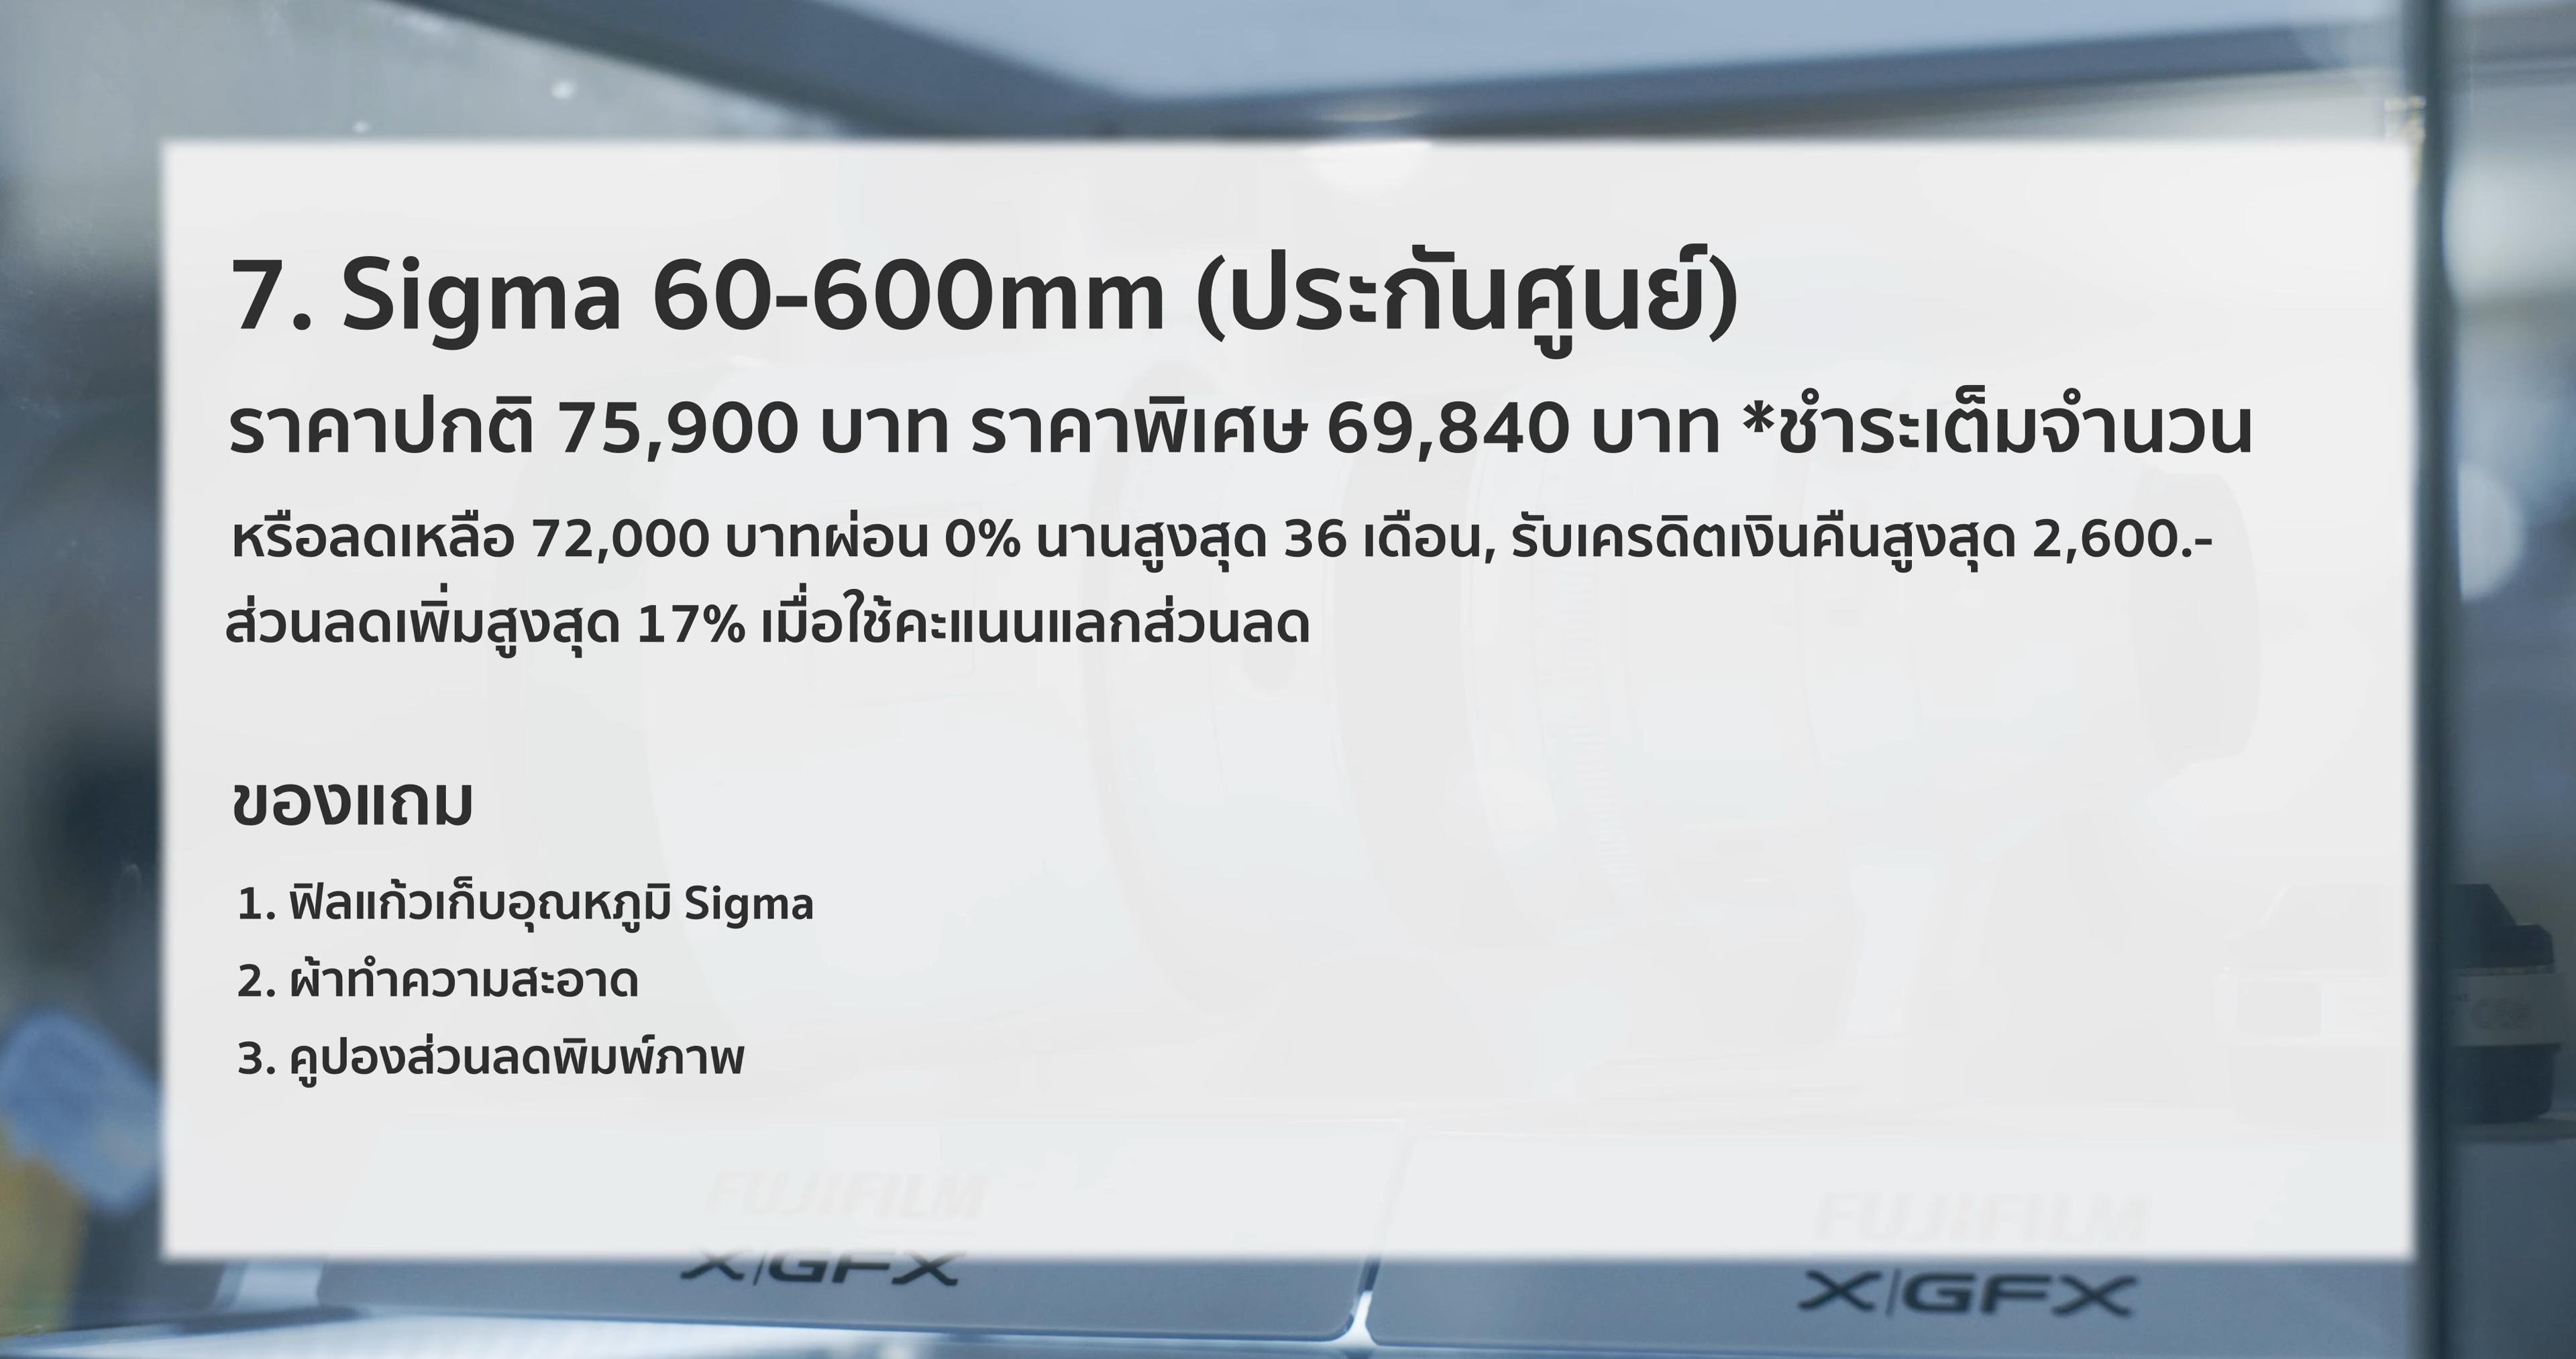 7. Sigma 60-600mm (ประกันศูนย์)
ราคาปกติ 75,900 บาท ราคาพิเศษ 69,840 บาท *ชำระเต็มจำนวน
หรือลดเหลือ 72,000 บาทผ่อน 0% นานสูงสุด 36 เดือน, รับเครดิตเงินคืนสูงสุด 2,600.-
ส่วนลดเพิ่มสูงสุด 17% เมื่อใช้คะแนนแลกส่วนลด
ของแถม
1. ฟิลแก้วเก็บอุณหภูมิ Sigma
2. ผ้าทำความสะอาด
3. คูปองส่วนลดพิมพ์ภาพ
FUJIFILM
X|GFX
FUJIFILM
X|GFX